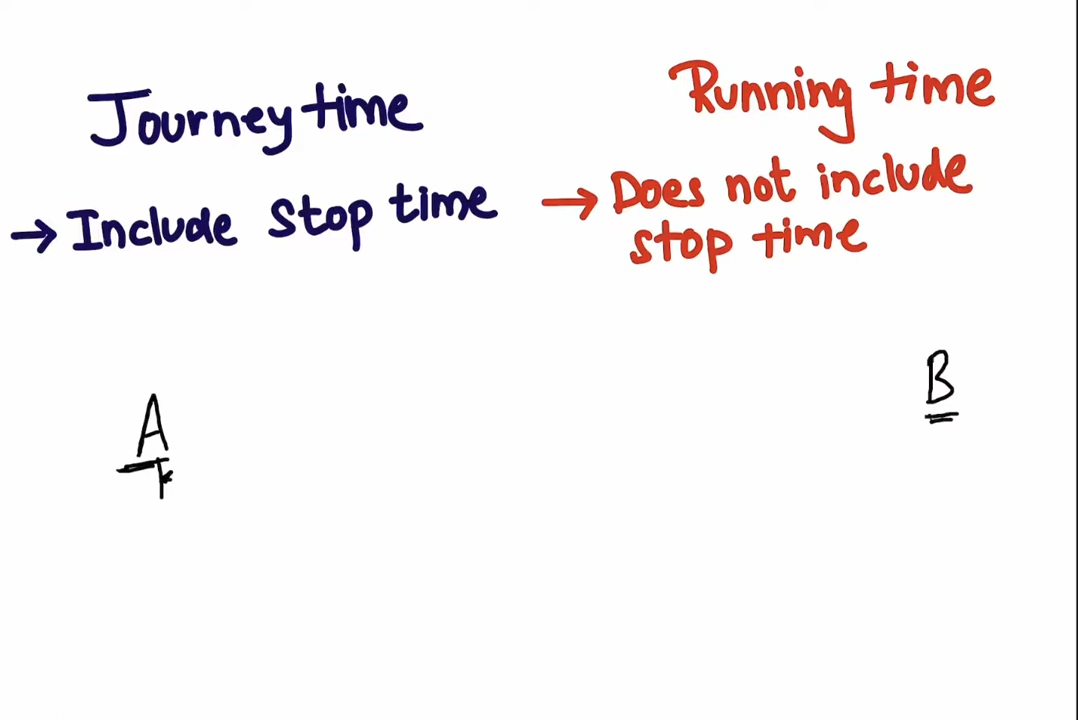 Journey time
→ Include Stop time
Running time
→ Does not include
stop time
A
B